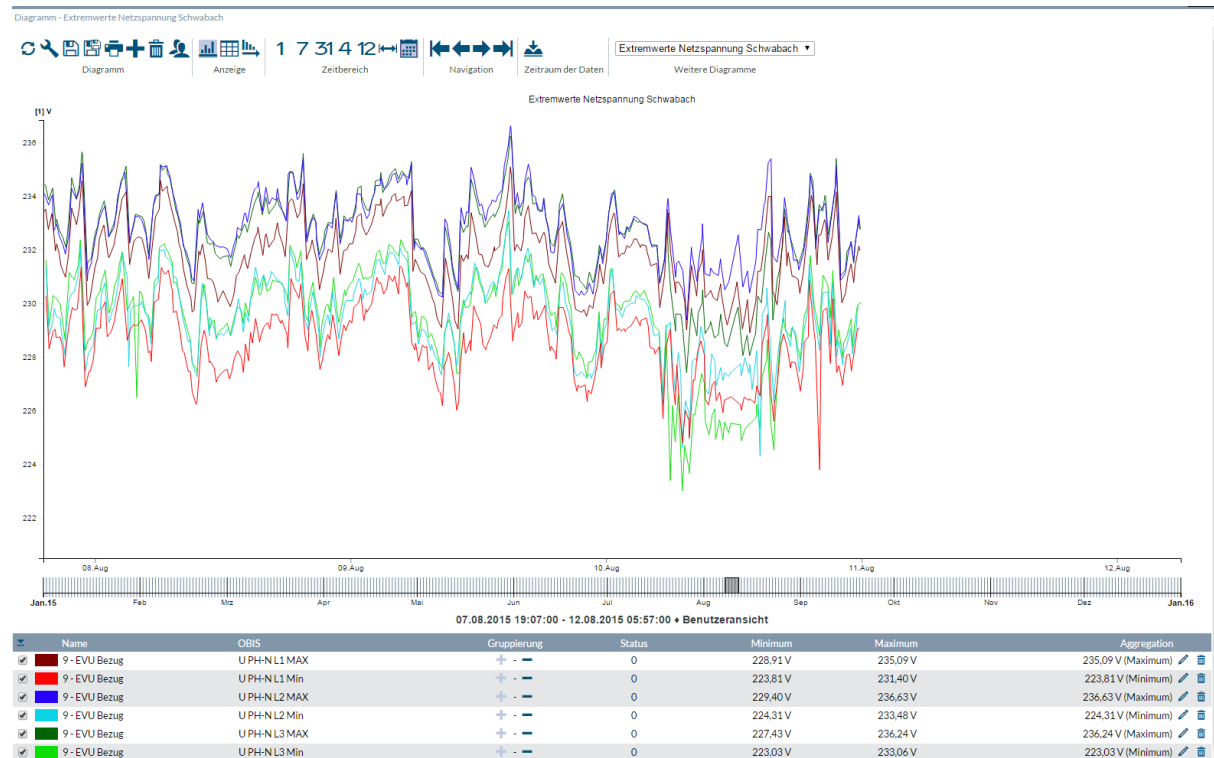 Diagramm - Extremwerte Netzspannung Schwabach
1 7 31 4 12
Extremwerte Netzspannung Schwabach
Diagramm Anzeige Zeitbereich Navigation Zeitraum der Daten Weitere Diagramme
Extremwerte Netzspannung Schwabach
[1] V
236
234
232
230
228
226
224
222
08.Aug 09.Aug 10.Aug 11.Aug 12.Aug
Jan.15 Feb Mrz Apr Mai Jun Jul Aug Sep Okt Nov Dez Jan.16
07.08.2015 19:07:00 - 12.08.2015 05:57:00 ♦ Benutzeransicht
Name OBIS Gruppierung Status Minimum Maximum Aggregation
9 - EVU Bezug U PH-N L1 MAX + - − 0 228,91 V 235,09 V 235,09 V (Maximum)
9 - EVU Bezug U PH-N L1 Min + - − 0 223,81 V 231,40 V 223,81 V (Minimum)
9 - EVU Bezug U PH-N L2 MAX + - − 0 229,40 V 236,63 V 236,63 V (Maximum)
9 - EVU Bezug U PH-N L2 Min + - − 0 224,31 V 233,48 V 224,31 V (Minimum)
9 - EVU Bezug U PH-N L3 MAX + - − 0 227,43 V 236,24 V 236,24 V (Maximum)
9 - EVU Bezug U PH-N L3 Min + - − 0 223,03 V 233,06 V 223,03 V (Minimum)